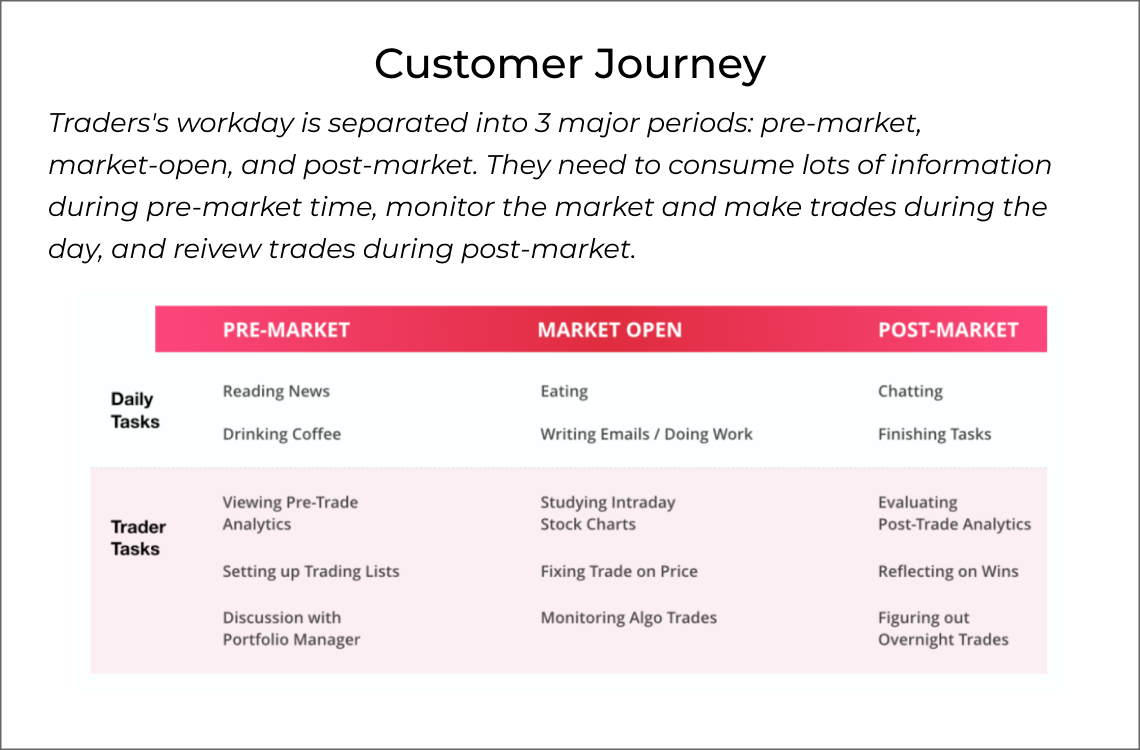 Customer Journey
Traders's workday is separated into 3 major periods: pre-market,
market-open, and post-market. They need to consume lots of information
during pre-market time, monitor the market and make trades during the
day, and reivew trades during post-market.
PRE-MARKET MARKET OPEN POST-MARKET
Daily
Tasks
Reading News Eating Chatting
Drinking Coffee Writing Emails / Doing Work Finishing Tasks
Trader
Tasks
Viewing Pre-Trade
Analytics
Studying Intraday
Stock Charts
Evaluating
Post-Trade Analytics
Setting up Trading Lists Fixing Trade on Price Reflecting on Wins
Discussion with
Portfolio Manager
Monitoring Algo Trades
Figuring out
Overnight Trades